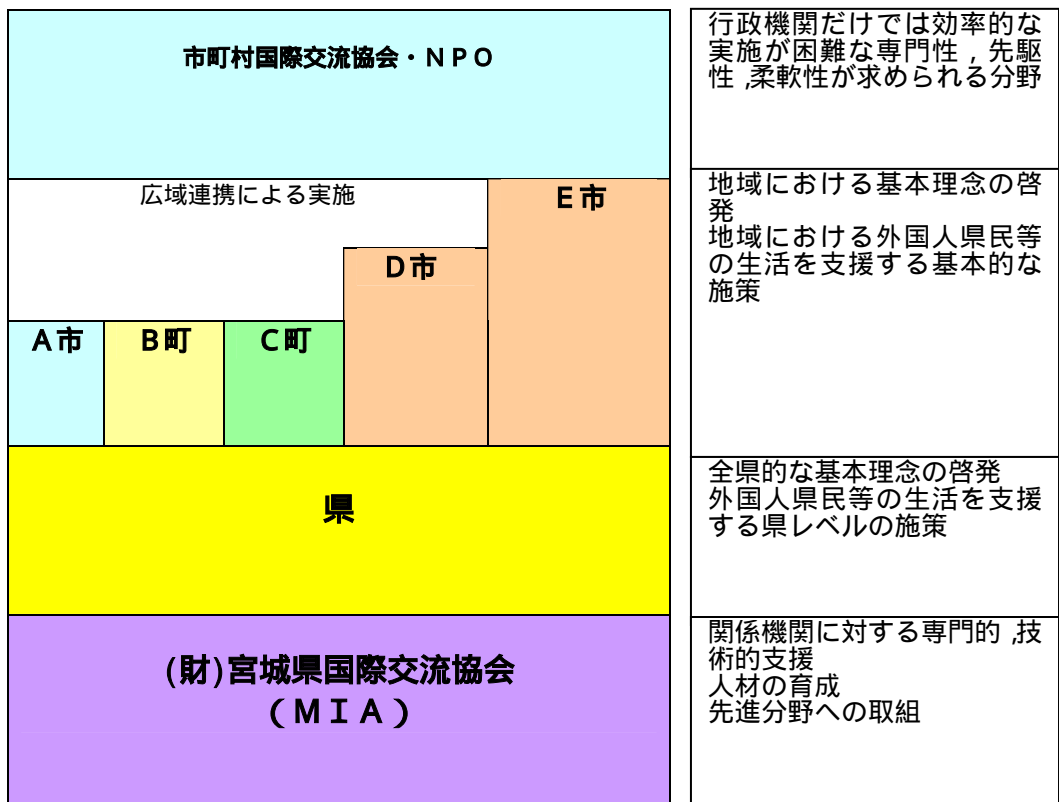 市町村国際交流協会・ＮＰＯ
行政機関だけでは効率的な
実施が困難な専門性，先駆
性，柔軟性が求められる分野
広域連携による実施
Ｅ市
Ｄ市
Ａ市
Ｂ町
Ｃ町
地域における基本理念の啓
発
地域における外国人県民等
の生活を支援する基本的な
施策
県
全県的な基本理念の啓発
外国人県民等の生活を支援
する県レベルの施策
(財)宮城県国際交流協会
（ＭＩＡ）
関係機関に対する専門的，技
術的支援
人材の育成
先進分野への取組